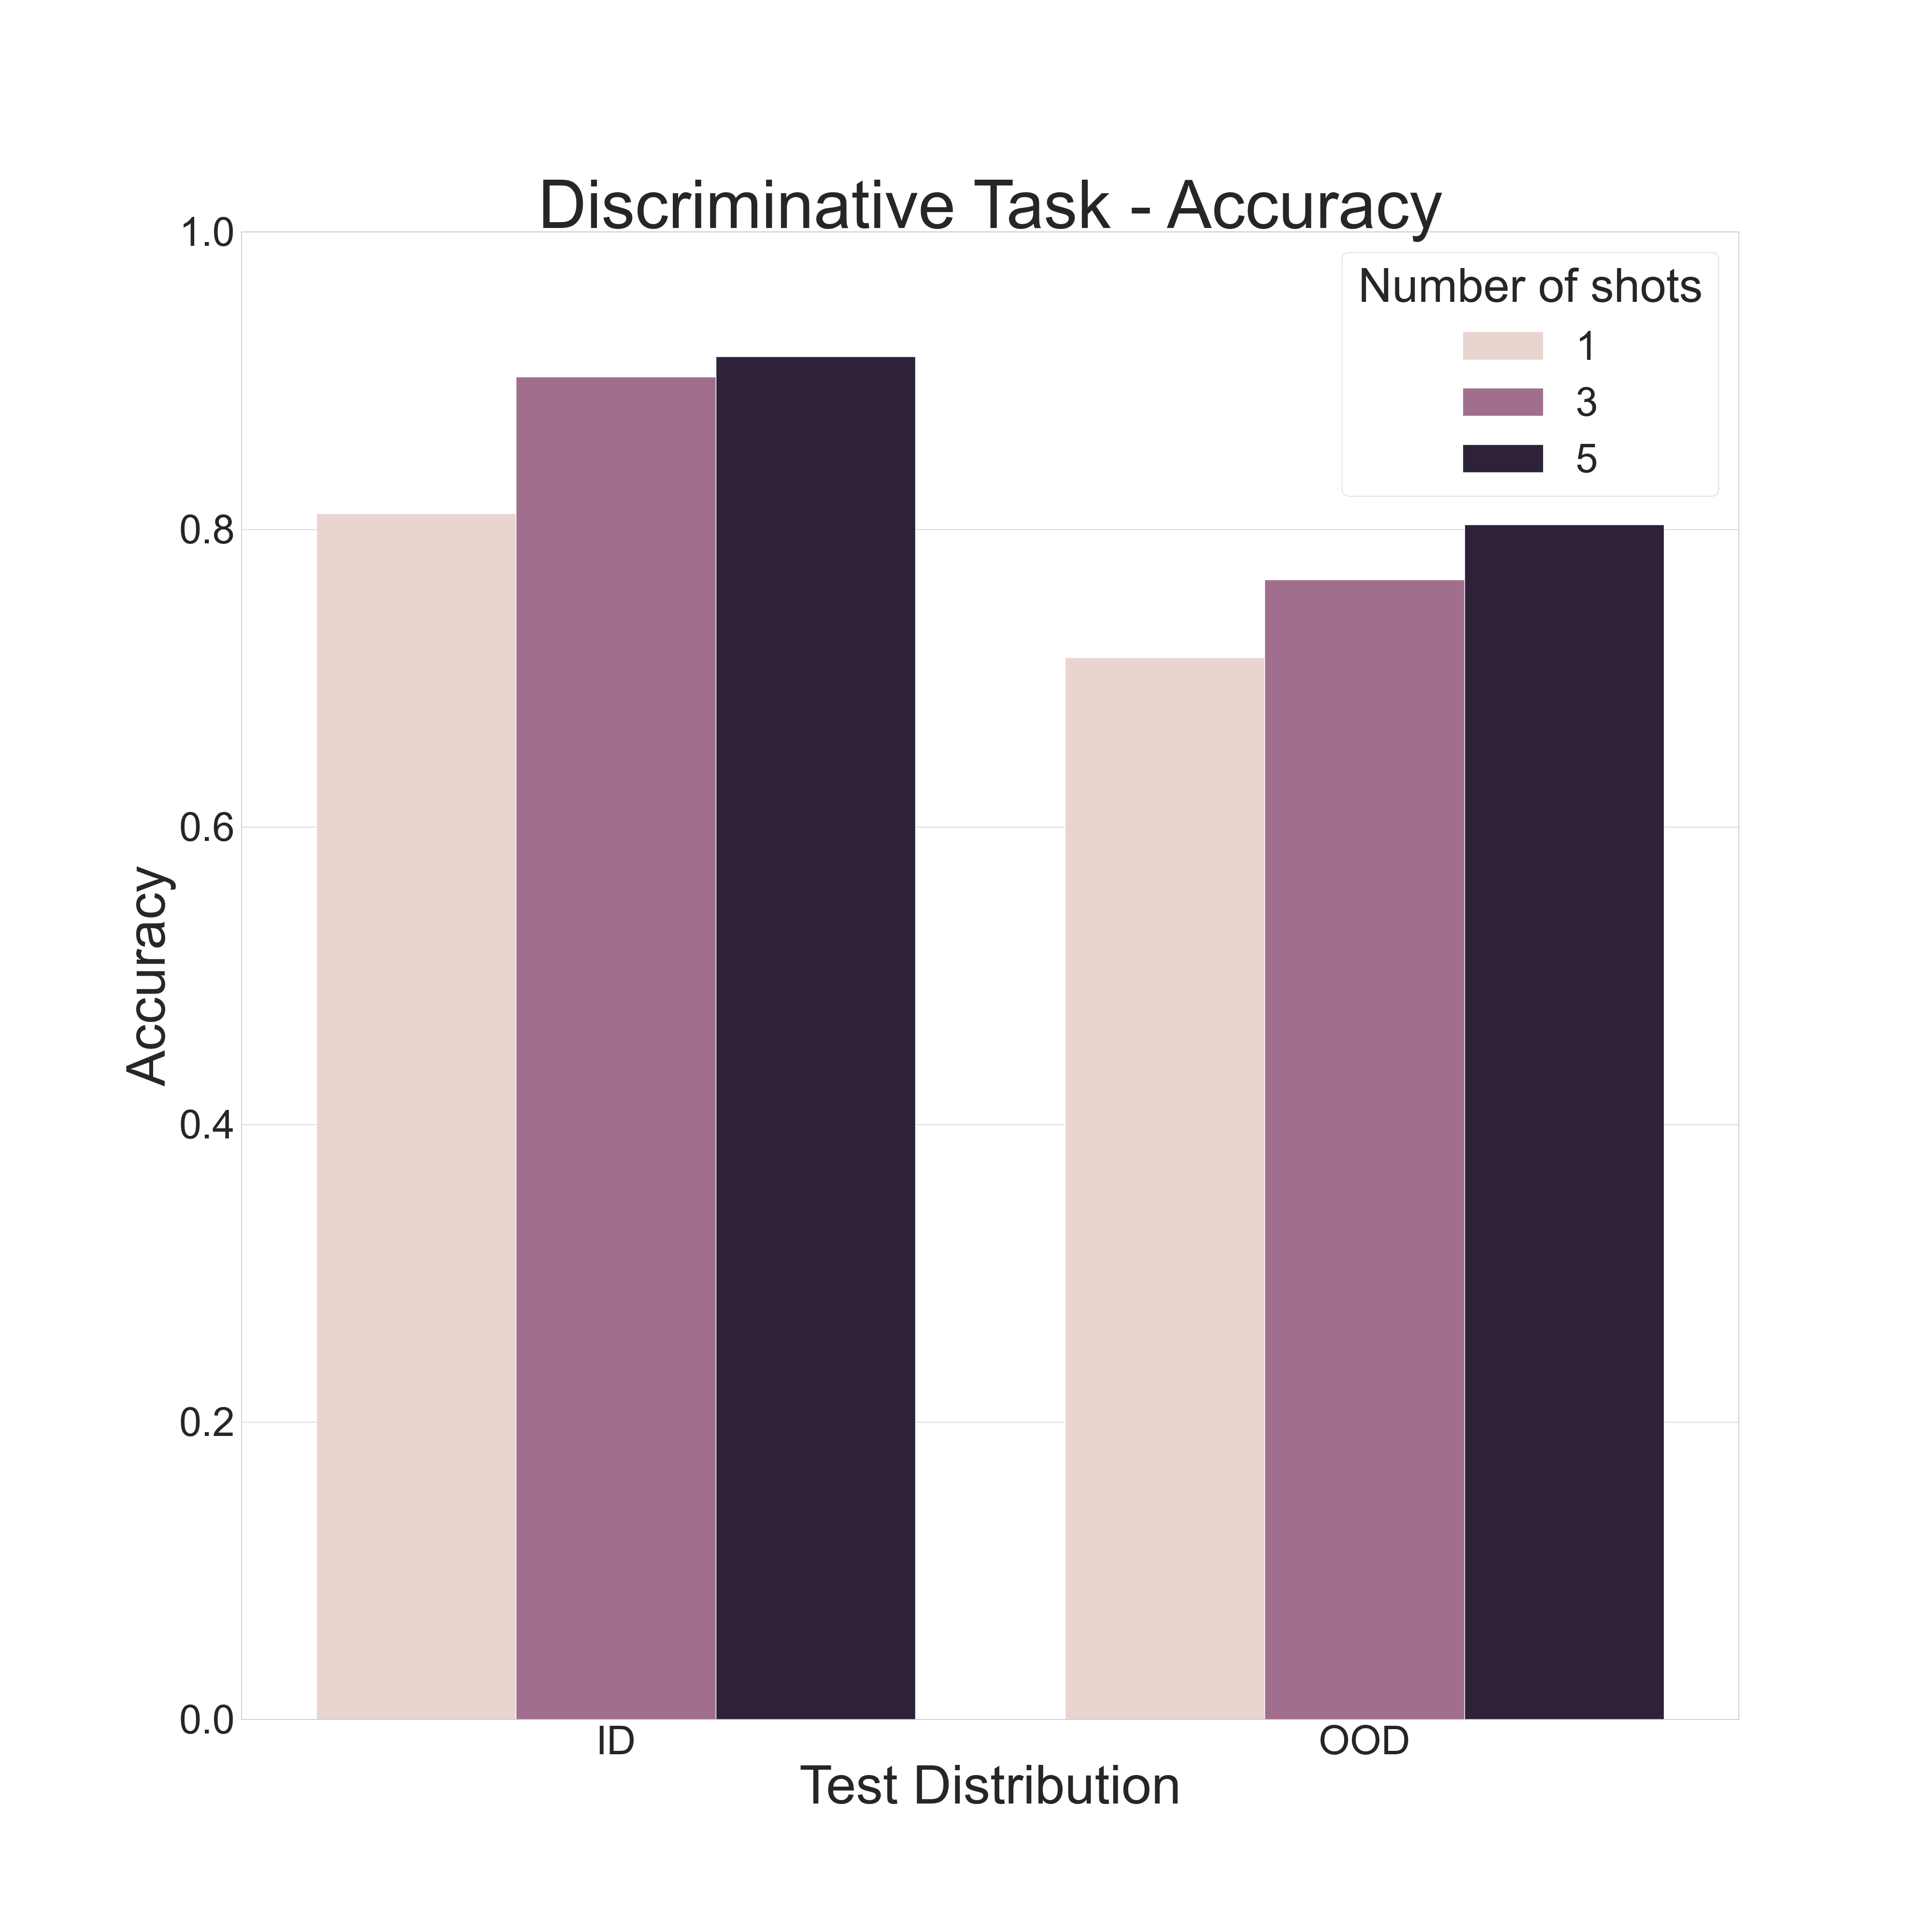 Discriminative Task - Accuracy
1.0
0.8
0.6
0.4
0.2
0.0
Accuracy
Number of shots
1
3
5
ID
OOD
Test Distribution